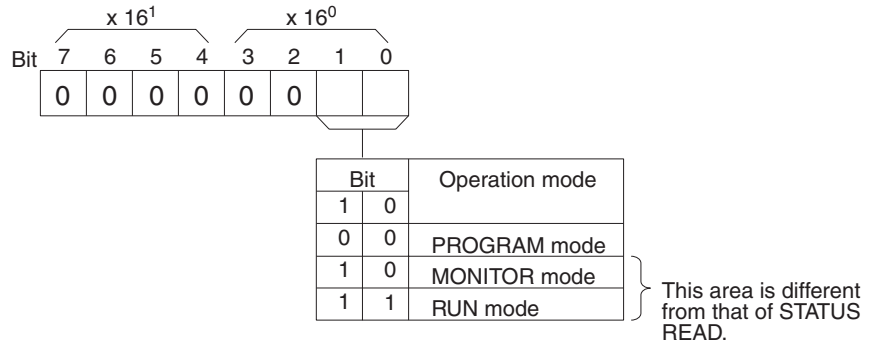 x 16¹ x 16⁰
Bit 7 6 5 4 3 2 1 0
0 0 0 0 0 0
Bit Operation mode
1 0
0 0 PROGRAM mode
1 0 MONITOR mode
1 1 RUN mode
This area is different
from that of STATUS
READ.